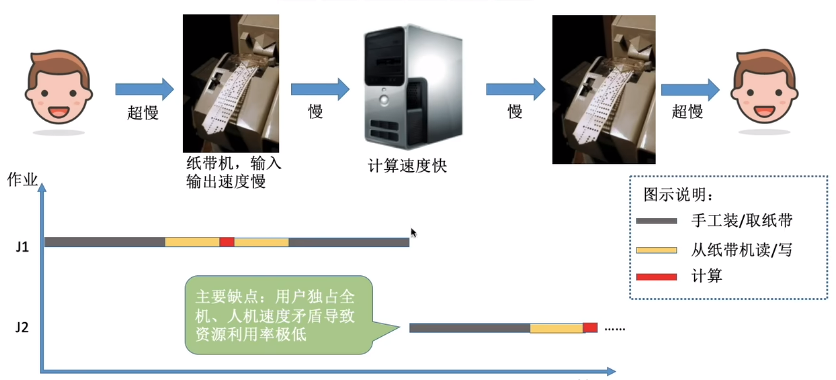 超慢
慢
慢
超慢
纸带机，输入
输出速度慢
计算速度快
作业
图示说明：
手工装/取纸带
从纸带机读/写
计算
J1
主要缺点：用户独占全
机、人机速度矛盾导致
资源利用率极低
J2
……